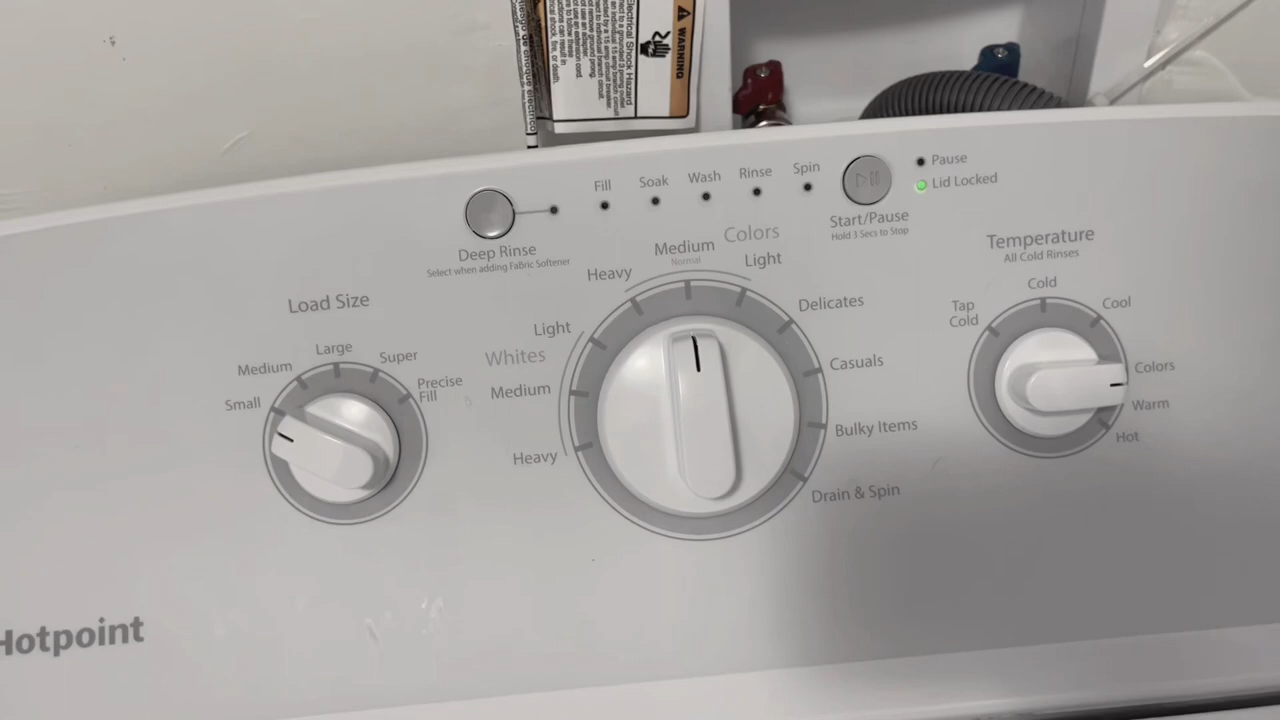 WARNING
Electrical Shock Hazard
Fill
Soak
Wash
Rinse
Spin
Pause
Lid Locked
Start/Pause
Hold 3 Secs to Stop
Deep Rinse
Select when adding FaBric Softener
Colors
Heavy
Medium
Normal
Light
Delicates
Casuals
Bulky Items
Drain & Spin
Whites
Light
Medium
Heavy
Load Size
Small
Medium
Large
Super
Precise
Fill
Temperature
All Cold Rinses
Tap
Cold
Cold
Cool
Colors
Warm
Hot
Hotpoint